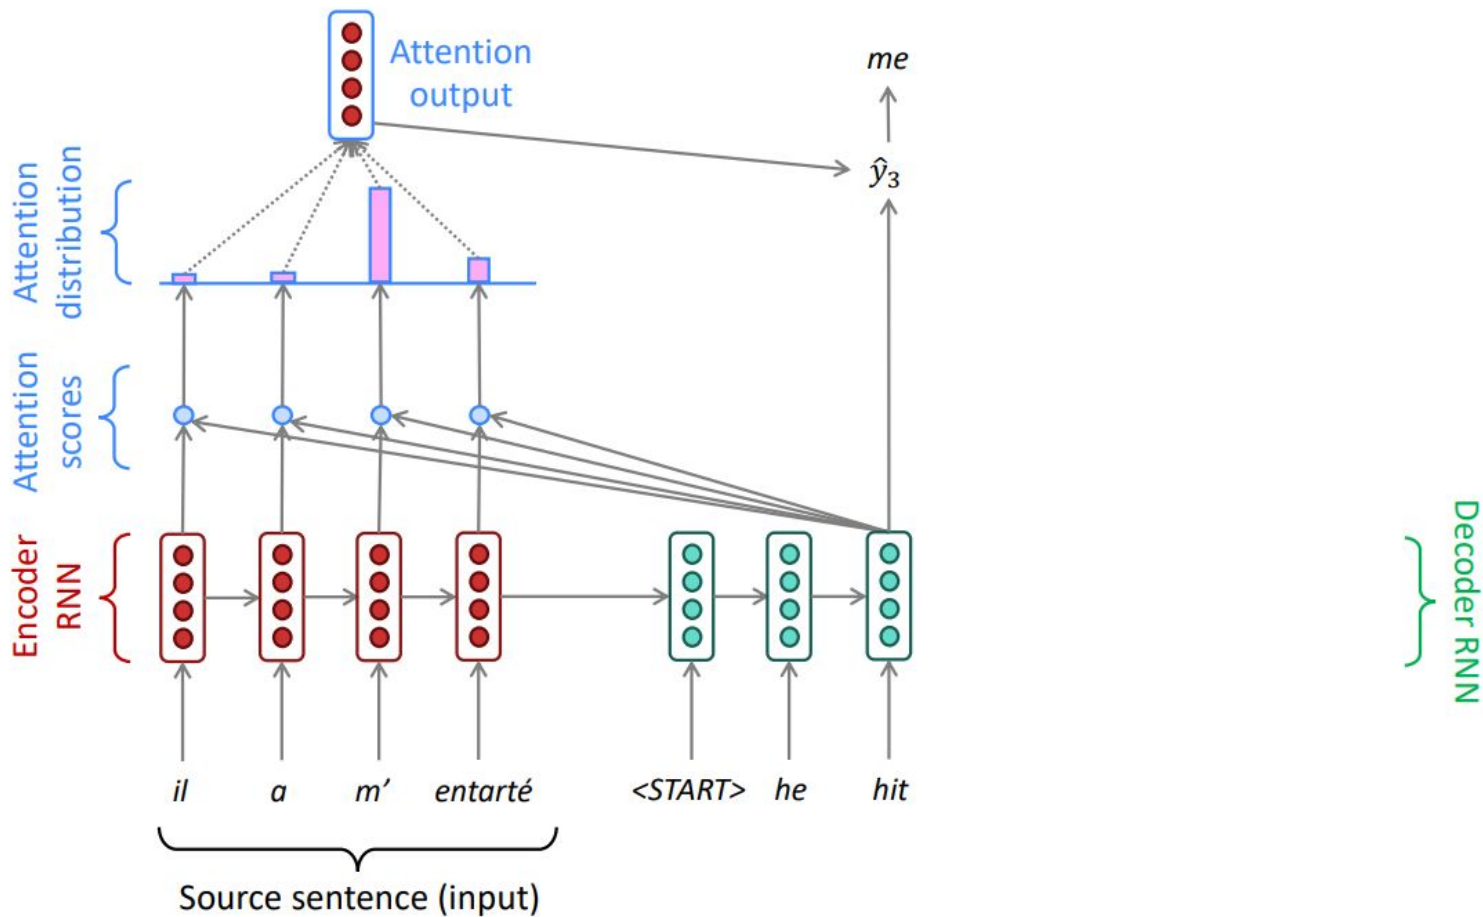 Attention
output
me
ŷ₃
Attention
distribution
Attention
scores
Encoder
RNN
Decoder RNN
il a m’ entarté <START> he hit
Source sentence (input)